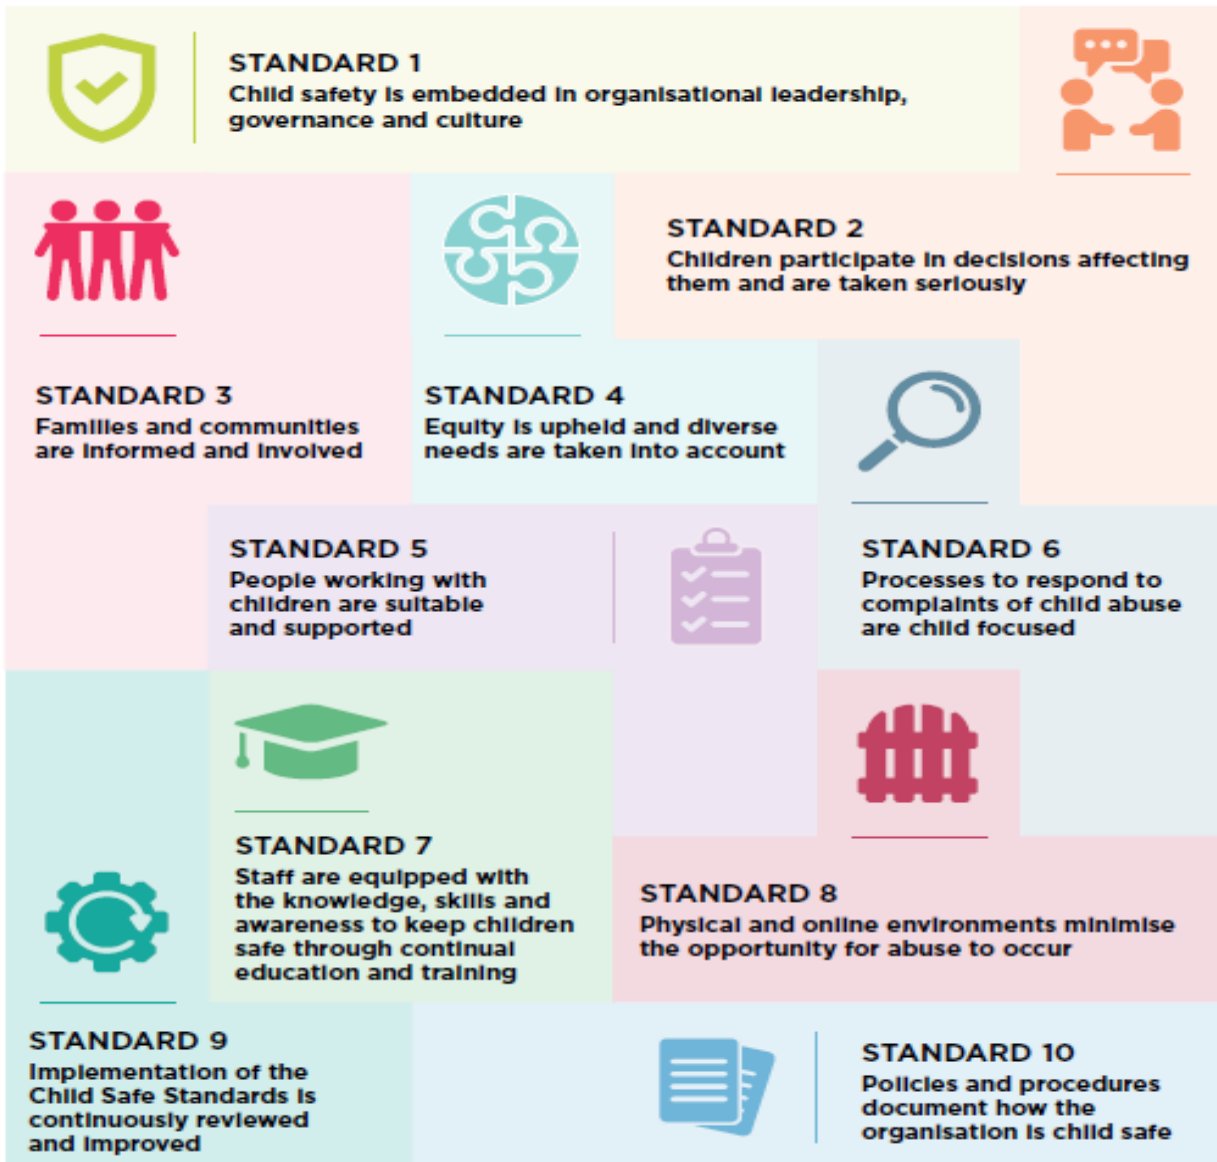 STANDARD 1
Child safety is embedded in organisational leadership,
governance and culture
STANDARD 2
Children participate in decisions affecting
them and are taken seriously
STANDARD 3
Families and communities
are informed and involved
STANDARD 4
Equity is upheld and diverse
needs are taken into account
STANDARD 5
People working with
children are suitable
and supported
STANDARD 6
Processes to respond to
complaints of child abuse
are child focused
STANDARD 7
Staff are equipped with
the knowledge, skills and
awareness to keep children
safe through continual
education and training
STANDARD 8
Physical and online environments minimise
the opportunity for abuse to occur
STANDARD 9
Implementation of the
Child Safe Standards is
continuously reviewed
and improved
STANDARD 10
Policies and procedures
document how the
organisation is child safe